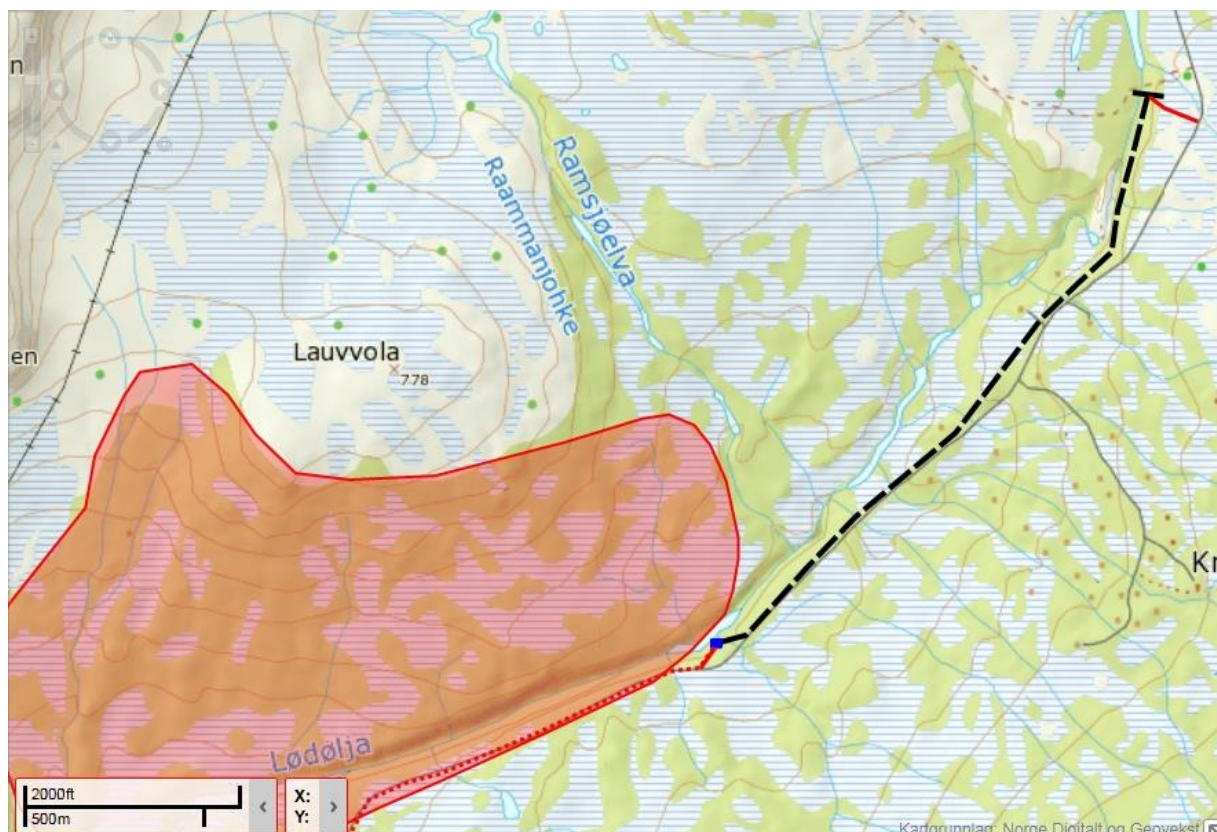 n
Raammanjohke
Ramsjøelva
en
Lauvvola
778
Kr
Lødølja
2000ft
500m
X:
Y:
Kartgrunnlag: Norge Digitalt og Geovekst